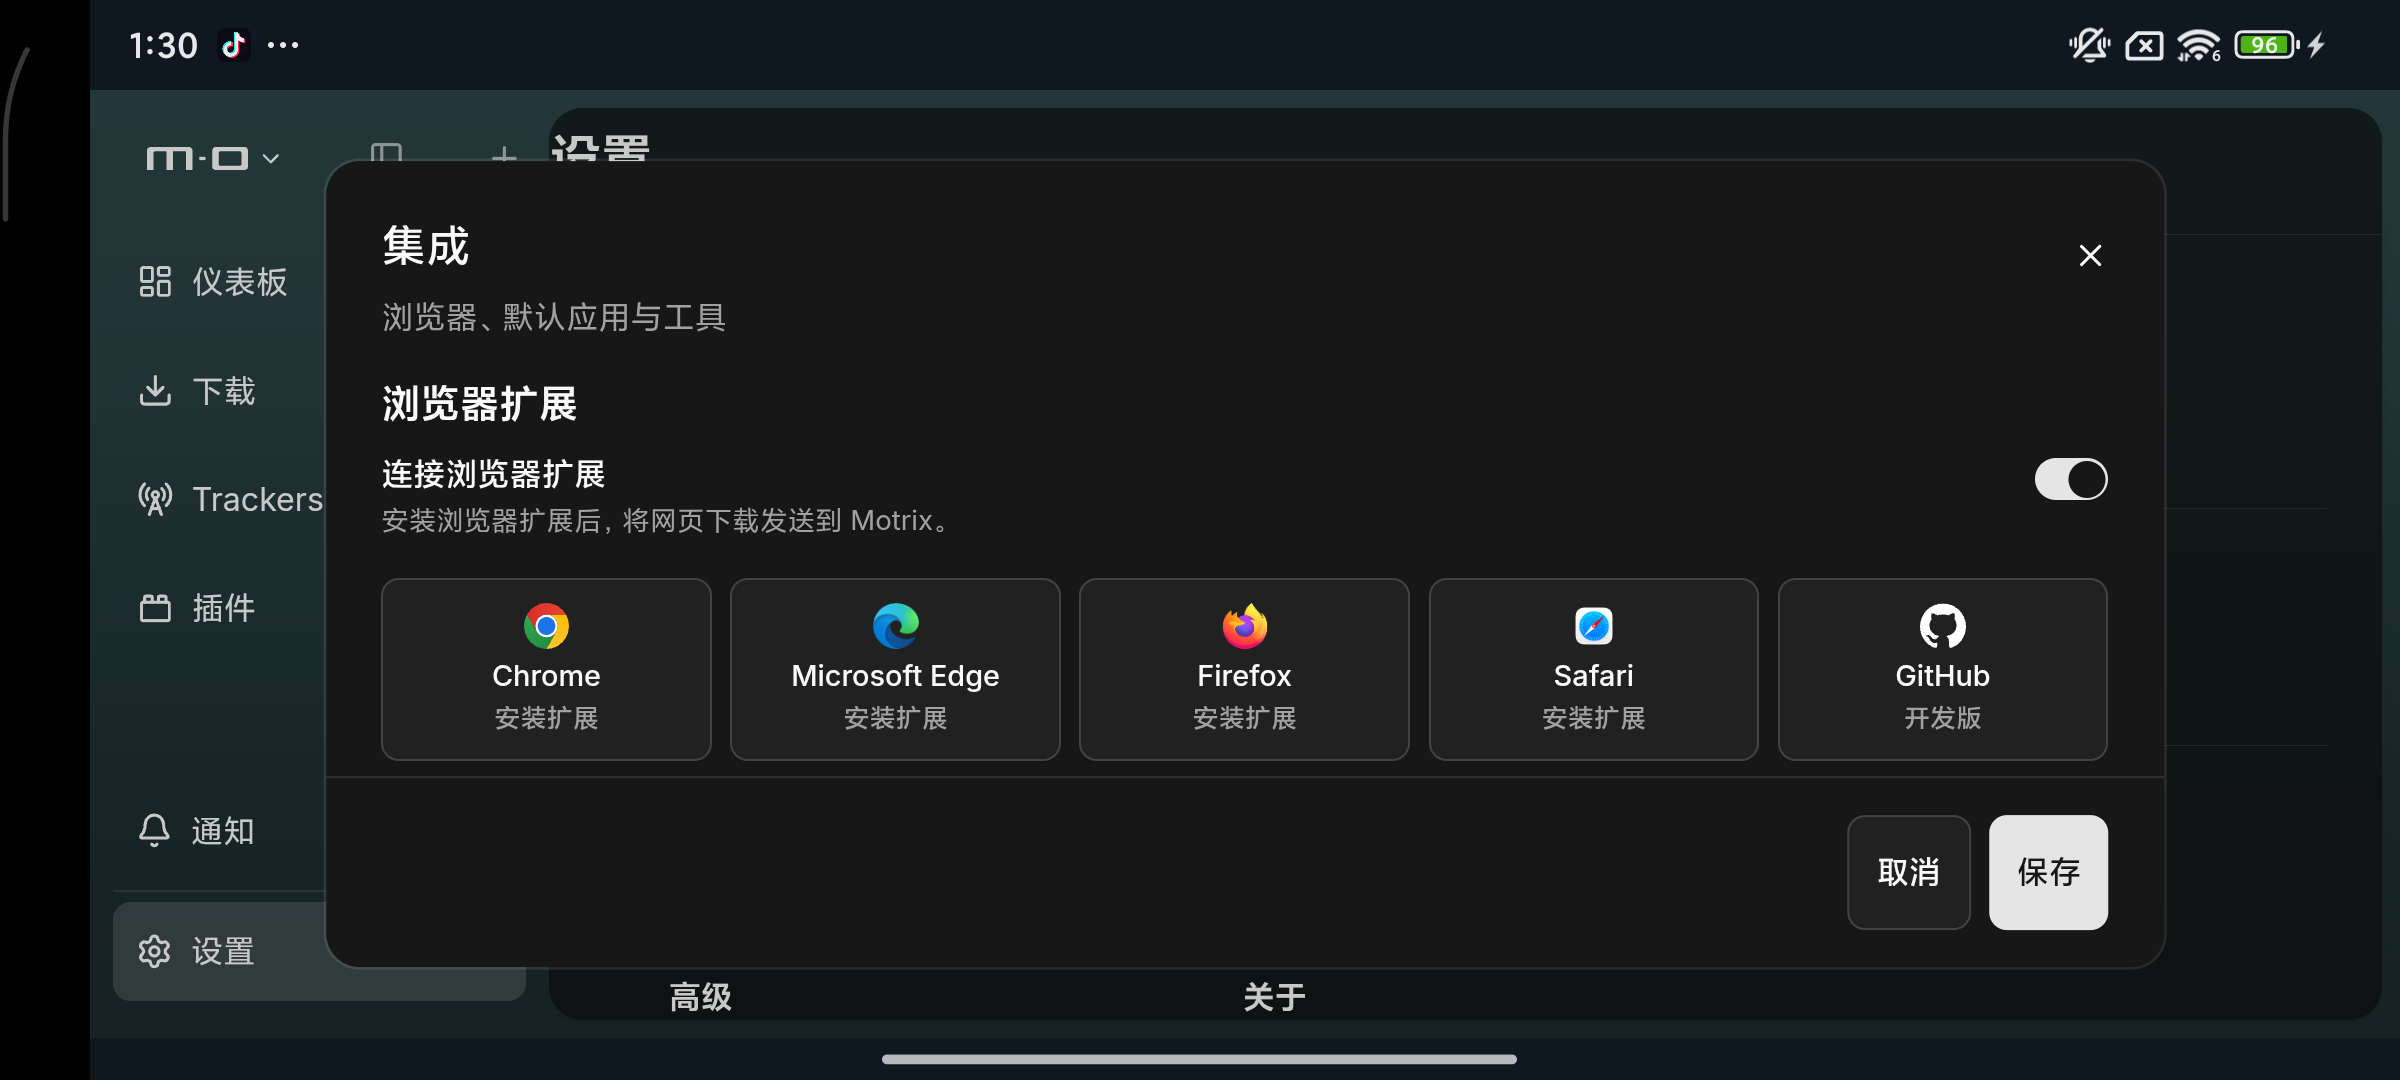 1:30
96
6
m-o
设置
仪表板
下载
Trackers
插件
通知
设置
集成
浏览器、默认应用与工具
浏览器扩展
连接浏览器扩展
安装浏览器扩展后，将网页下载发送到 Motrix。
Chrome
安装扩展
Microsoft Edge
安装扩展
Firefox
安装扩展
Safari
安装扩展
GitHub
开发版
取消
保存
高级
关于